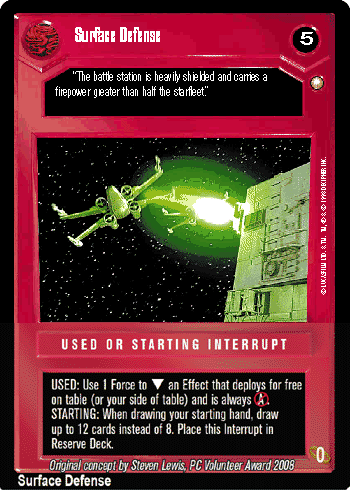 Surface Defense
5
"The battle station is heavily shielded and carries a
firepower greater than half the starfleet."
USED OR STARTING INTERRUPT
USED: Use 1 Force to ▼ an Effect that deploys for free
on table (or your side of table) and is always Ⓐ.
STARTING: When drawing your starting hand, draw
up to 12 cards instead of 8. Place this Interrupt in
Reserve Deck.
0
Original concept by Steven Lewis, PC Volunteer Award 2008
Surface Defense